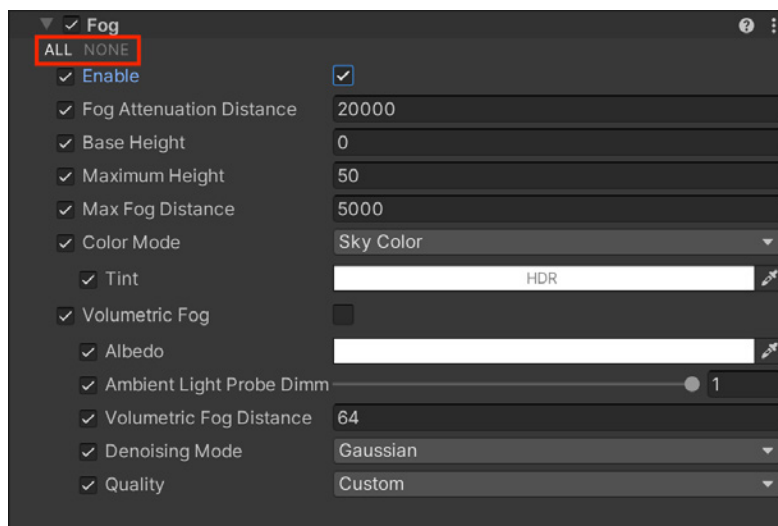 Fog
ALL NONE
Enable
Fog Attenuation Distance 20000
Base Height 0
Maximum Height 50
Max Fog Distance 5000
Color Mode Sky Color
Tint HDR
Volumetric Fog
Albedo
Ambient Light Probe Dimm 1
Volumetric Fog Distance 64
Denoising Mode Gaussian
Quality Custom